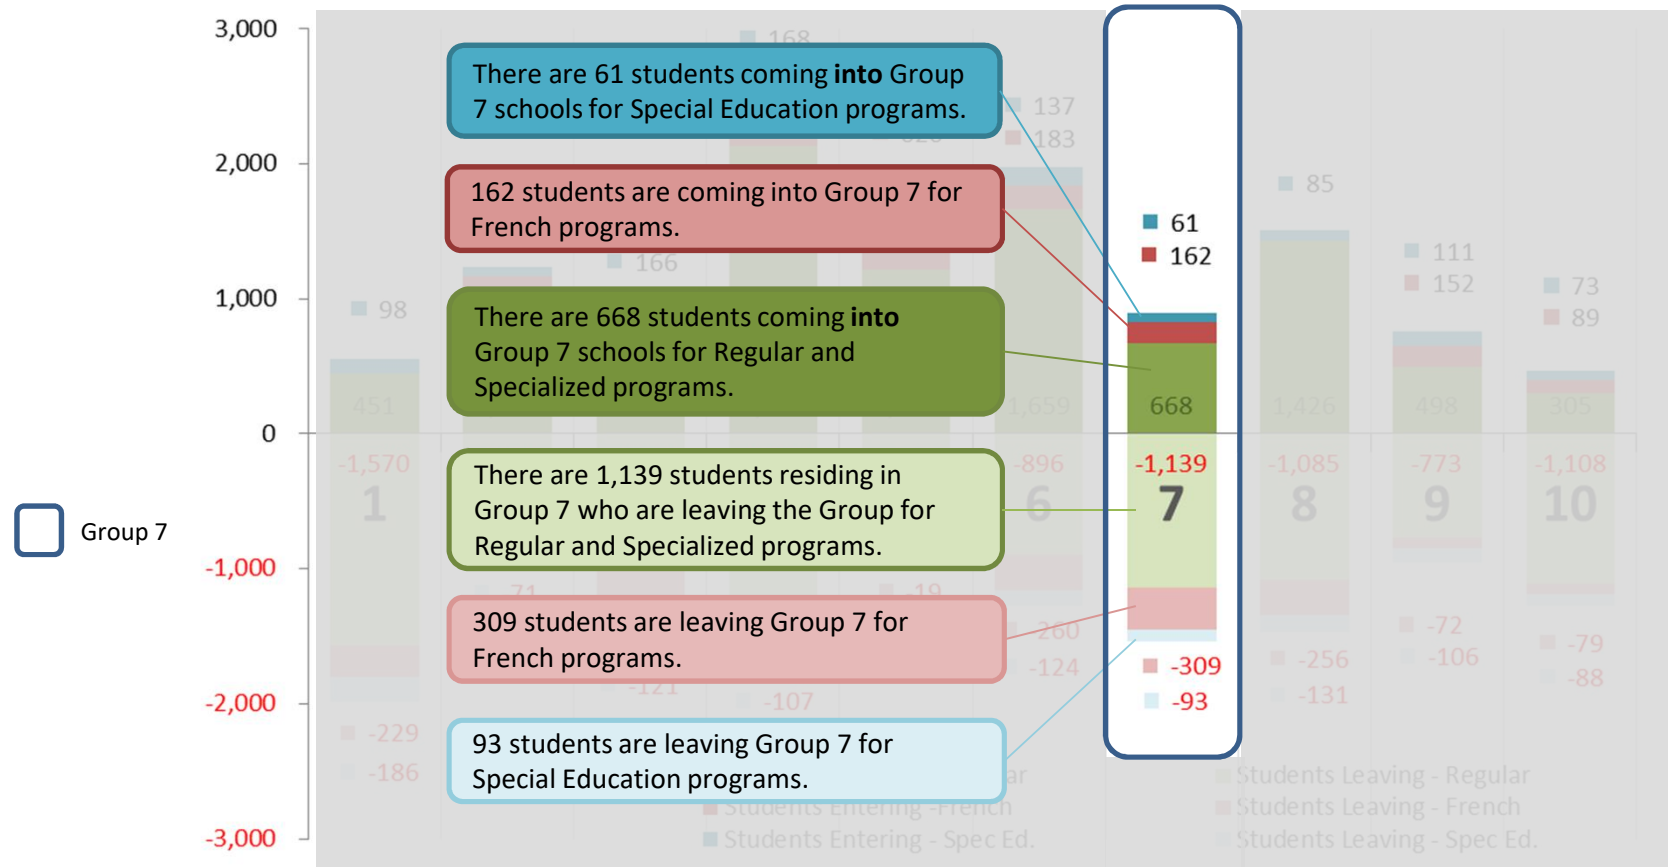 3,000
2,000
1,000
0
-1,000
-2,000
-3,000
Group 7
There are 61 students coming into Group
7 schools for Special Education programs.
162 students are coming into Group 7 for
French programs.
There are 668 students coming into
Group 7 schools for Regular and
Specialized programs.
There are 1,139 students residing in
Group 7 who are leaving the Group for
Regular and Specialized programs.
309 students are leaving Group 7 for
French programs.
93 students are leaving Group 7 for
Special Education programs.
98
451
-1,570
1
-229
-186
166
-121
168
-107
-19
137
183
1,659
-896
6
-260
-124
61
162
668
-1,139
7
-309
-93
85
1,426
-1,085
8
-256
-131
111
152
498
-773
9
-72
-106
73
89
305
-1,108
10
-79
-88
Students Entering -French
Students Entering - Spec Ed.
Students Leaving - Regular
Students Leaving - French
Students Leaving - Spec Ed.